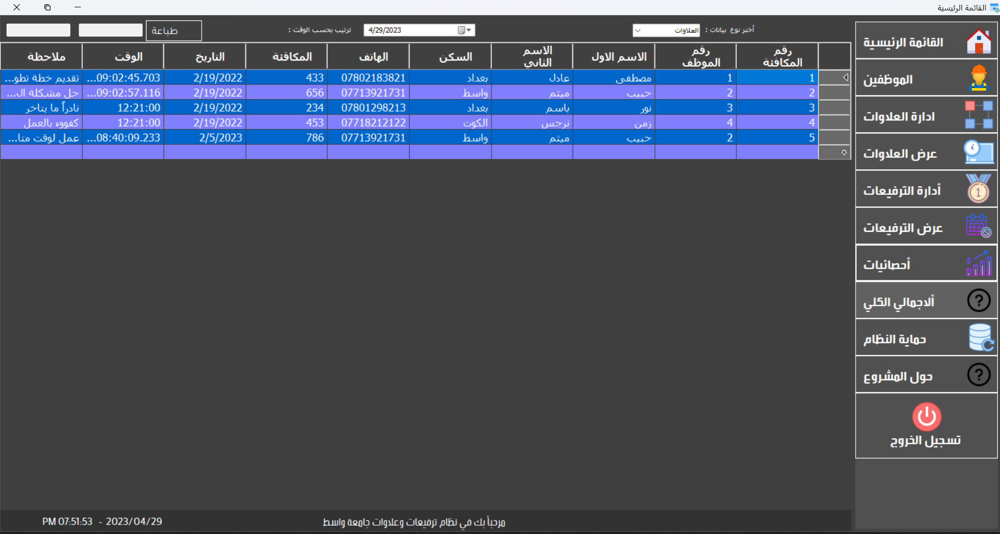 القائمة الرئيسية
أختر نوع بيانات : العلاوات
4/29/2023 ترتيب بحسب الوقت :
طباعة
رقم المكافئة	رقم الموظف	الاسم الاول	الاسم الثاني	السكن	الهاتف	المكافئة	التاريخ	الوقت	ملاحظة
1	1	مصطفى	عادل	بغداد	07802183821	433	2/19/2022	09:02:45.703...	تقديم خطة تطو...
2	2	حبيب	ميثم	واسط	07713921731	656	2/19/2022	09:02:57.116...	حل مشكلة ال...
3	3	نور	باسم	بغداد	07801298213	234	2/19/2022	12:21:00	نادراً ما يتاخر
4	4	زمن	نرجس	الكوت	07718212122	453	2/19/2022	12:21:00	كفووء بالعمل
5	2	حبيب	ميثم	واسط	07713921731	786	2/5/2023	08:40:09.233...	عمل لوقت متا...
القائمة الرئيسية
الموظفين
ادارة العلاوات
عرض العلاوات
أدارة الترفيعات
عرض الترفيعات
أحصائيات
ألاجمالي الكلي
حماية النظام
حول المشروع
تسجيل الخروج
مرحبأ بك في نظام ترفيعات وعلاوات جامعة واسط
PM 07:51:53 - 2023/04/29